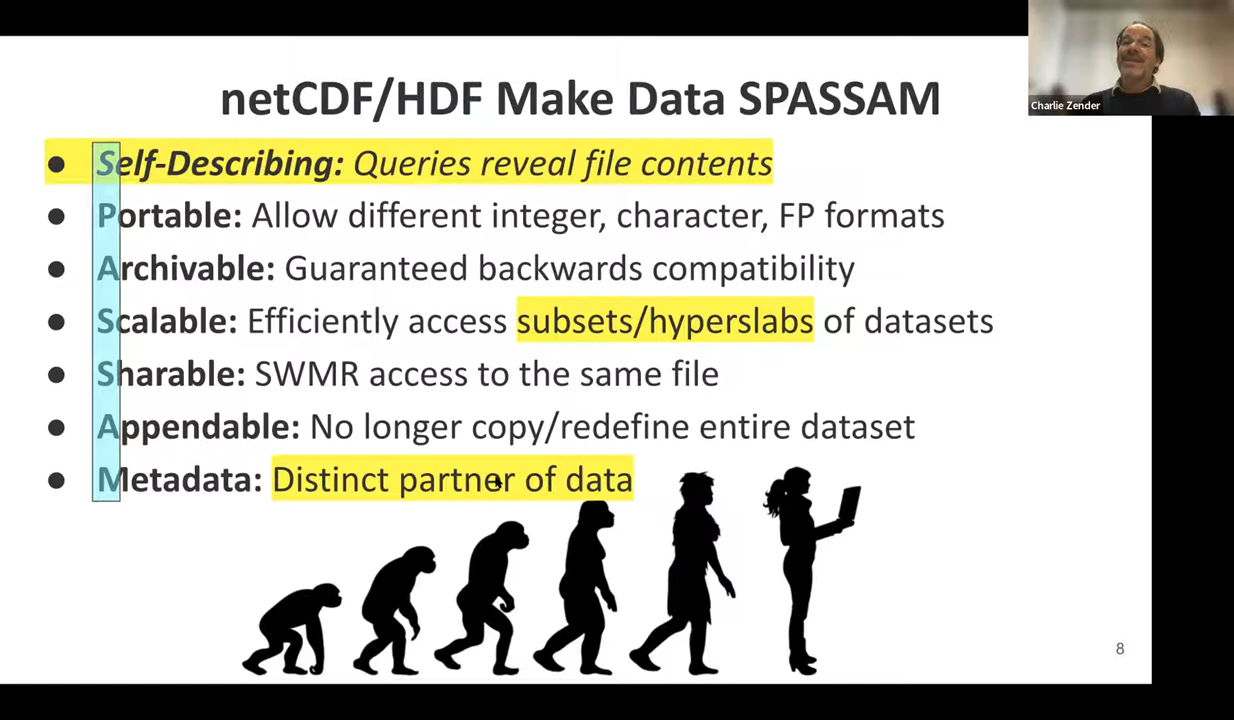 netCDF/HDF Make Data SPASSAM
Charlie Zender
● Self-Describing: Queries reveal file contents
● Portable: Allow different integer, character, FP formats
● Archivable: Guaranteed backwards compatibility
● Scalable: Efficiently access subsets/hyperslabs of datasets
● Sharable: SWMR access to the same file
● Appendable: No longer copy/redefine entire dataset
● Metadata: Distinct partner of data
8